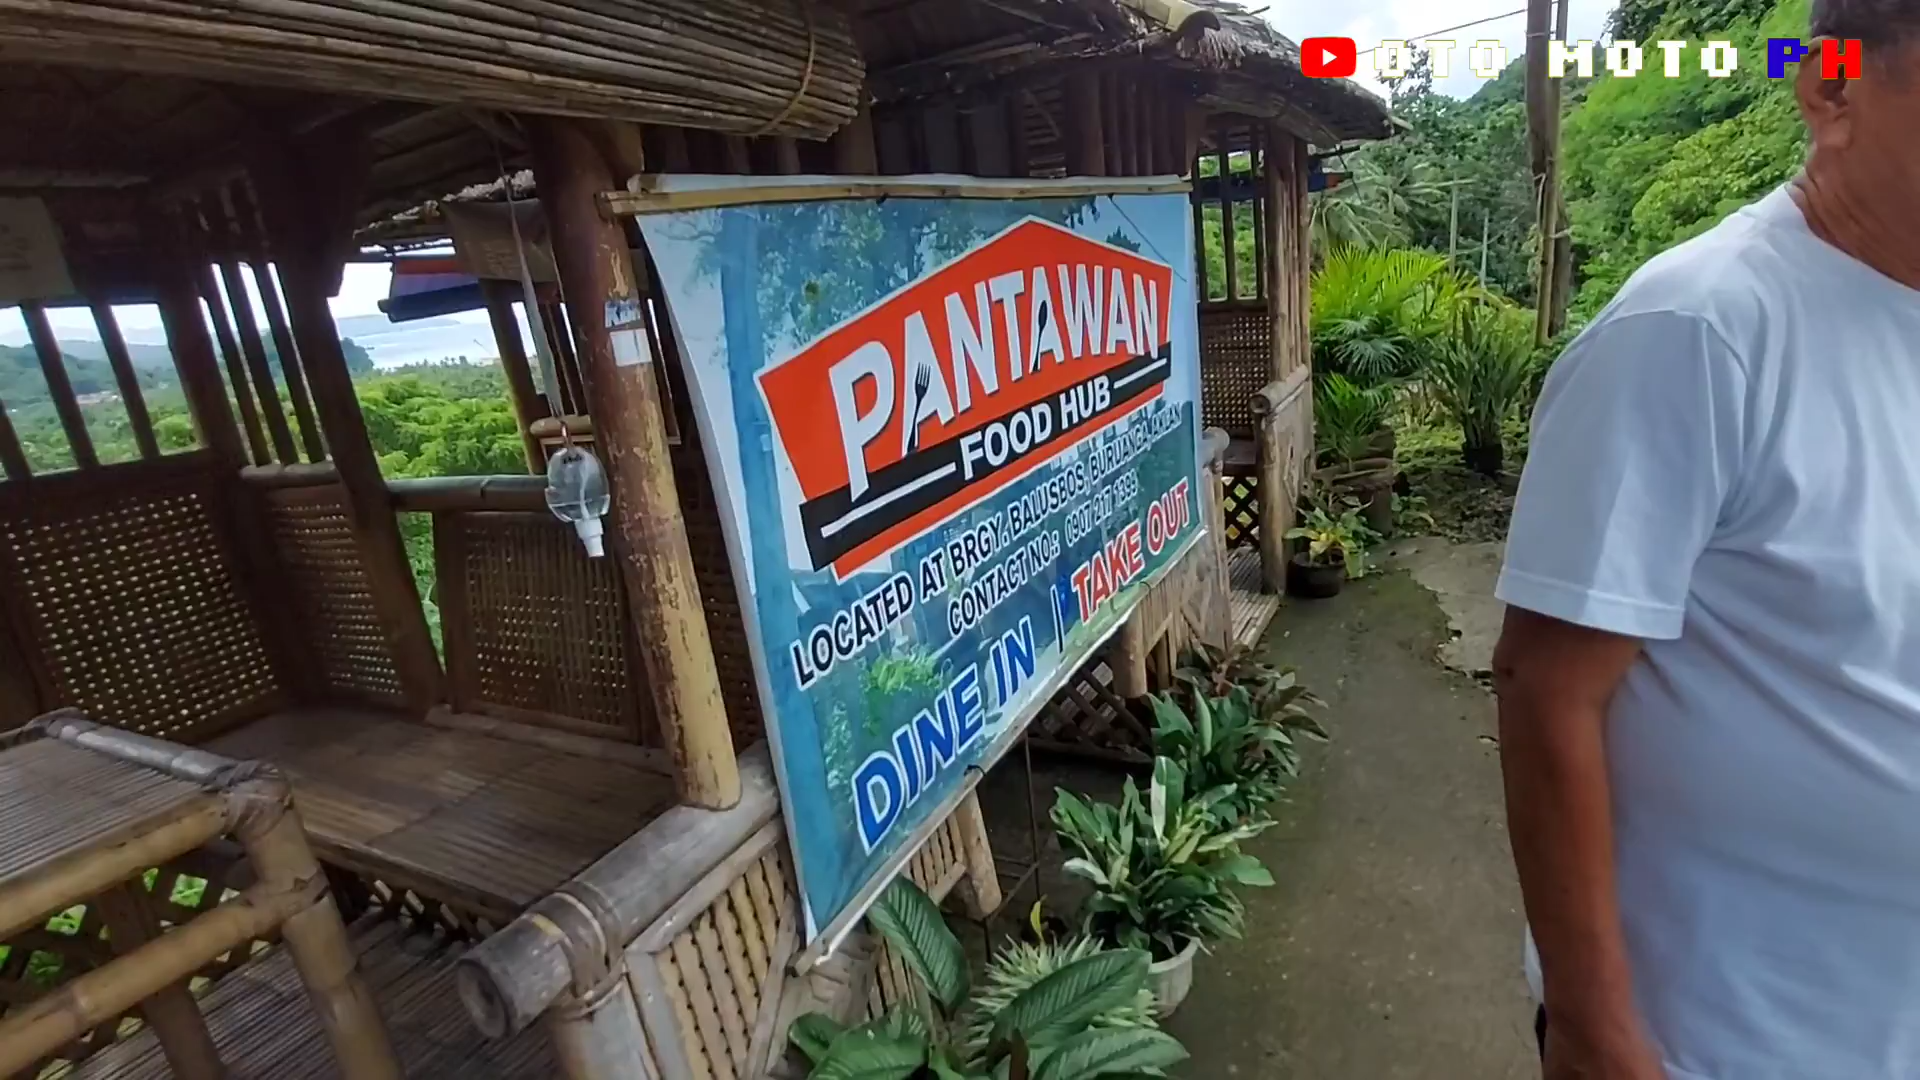 OTO MOTO PH
PANTAWAN
FOOD HUB
LOCATED AT BRGY. BALUSBOS, BURUANGA, AKLAN
CONTACT NO.: 0907 217 1393
DINE IN | TAKE OUT